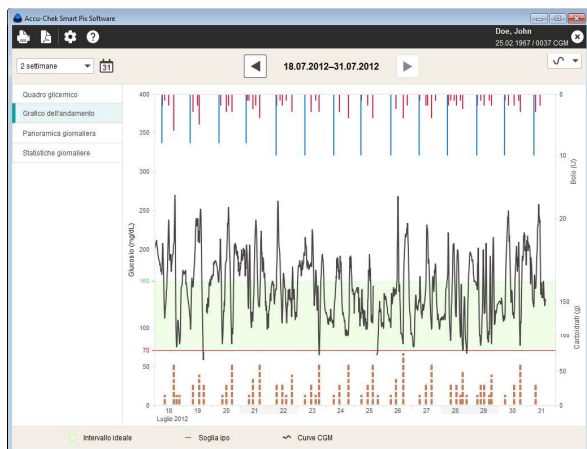 Accu-Chek Smart Pix Software
Doe, John
25.02.1967 / 0037 CGM
2 settimane
31
18.07.2012–31.07.2012
Quadro glicemico
Grafico dell'andamento
Panoramica giornaliera
Statistiche giornaliere
Glucosio (mg/dL)
400
350
300
250
200
160
100
70
50
0
0
10
20
Bolo (U)
150
100
50
0
Carboidrati (g)
18 19 20 21 22 23 24 25 26 27 28 29 30 31
Luglio 2012
Intervallo ideale
Soglia ipo
Curve CGM